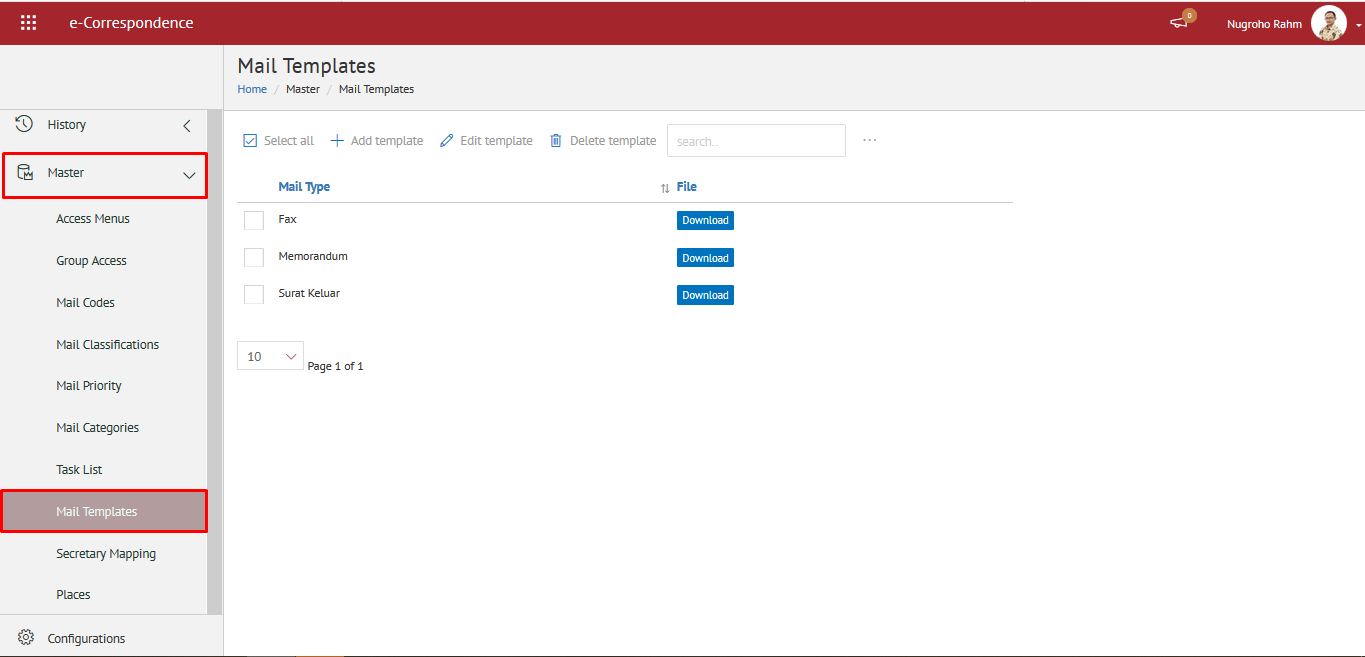 e-Correspondence
0
Nugroho Rahm
Mail Templates
Home / Master / Mail Templates
History
Master
Access Menus
Group Access
Mail Codes
Mail Classifications
Mail Priority
Mail Categories
Task List
Mail Templates
Secretary Mapping
Places
Configurations
Select all Add template Edit template Delete template search.. ...
Mail Type File
Fax Download
Memorandum Download
Surat Keluar Download
10 Page 1 of 1